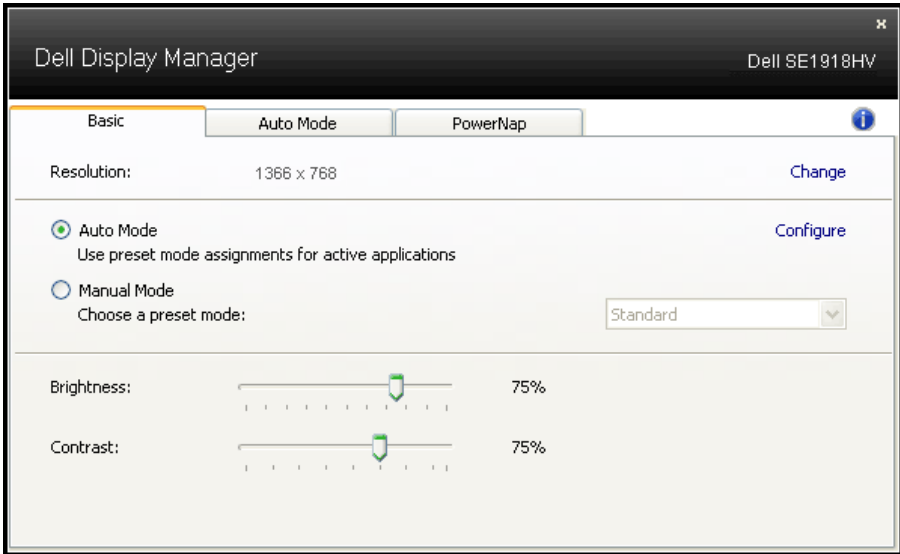 x
Dell Display Manager
Dell SE1918HV
Basic
Auto Mode
PowerNap
i
Resolution:
1366 x 768
Change
Auto Mode
Configure
Use preset mode assignments for active applications
Manual Mode
Choose a preset mode:
Standard
Brightness:
75%
Contrast:
75%